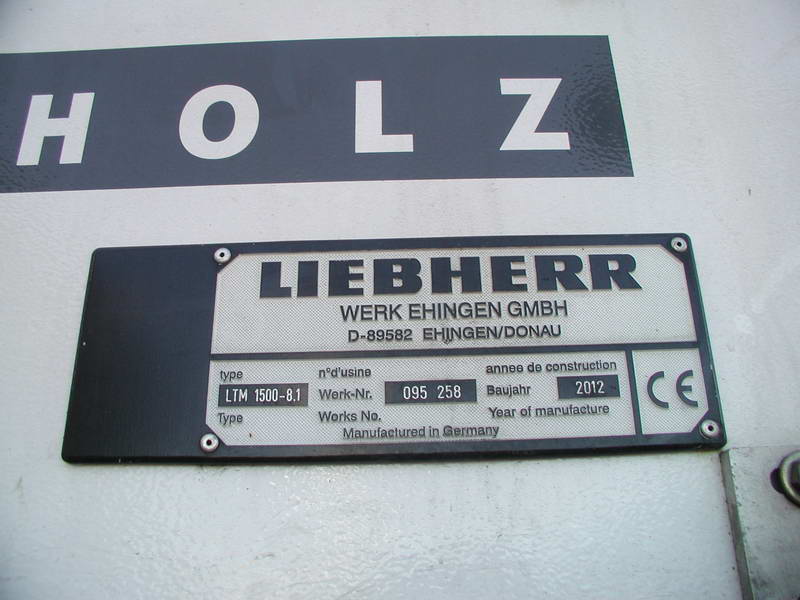 HOLZ
LIEBHERR
WERK EHINGEN GMBH
D-89582 EHINGEN/DONAU
type n°d'usine annee de construction
LTM 1500-8.1 Werk-Nr. 095 258 Baujahr 2012
Type Works No. Year of manufacture
Manufactured in Germany
CE